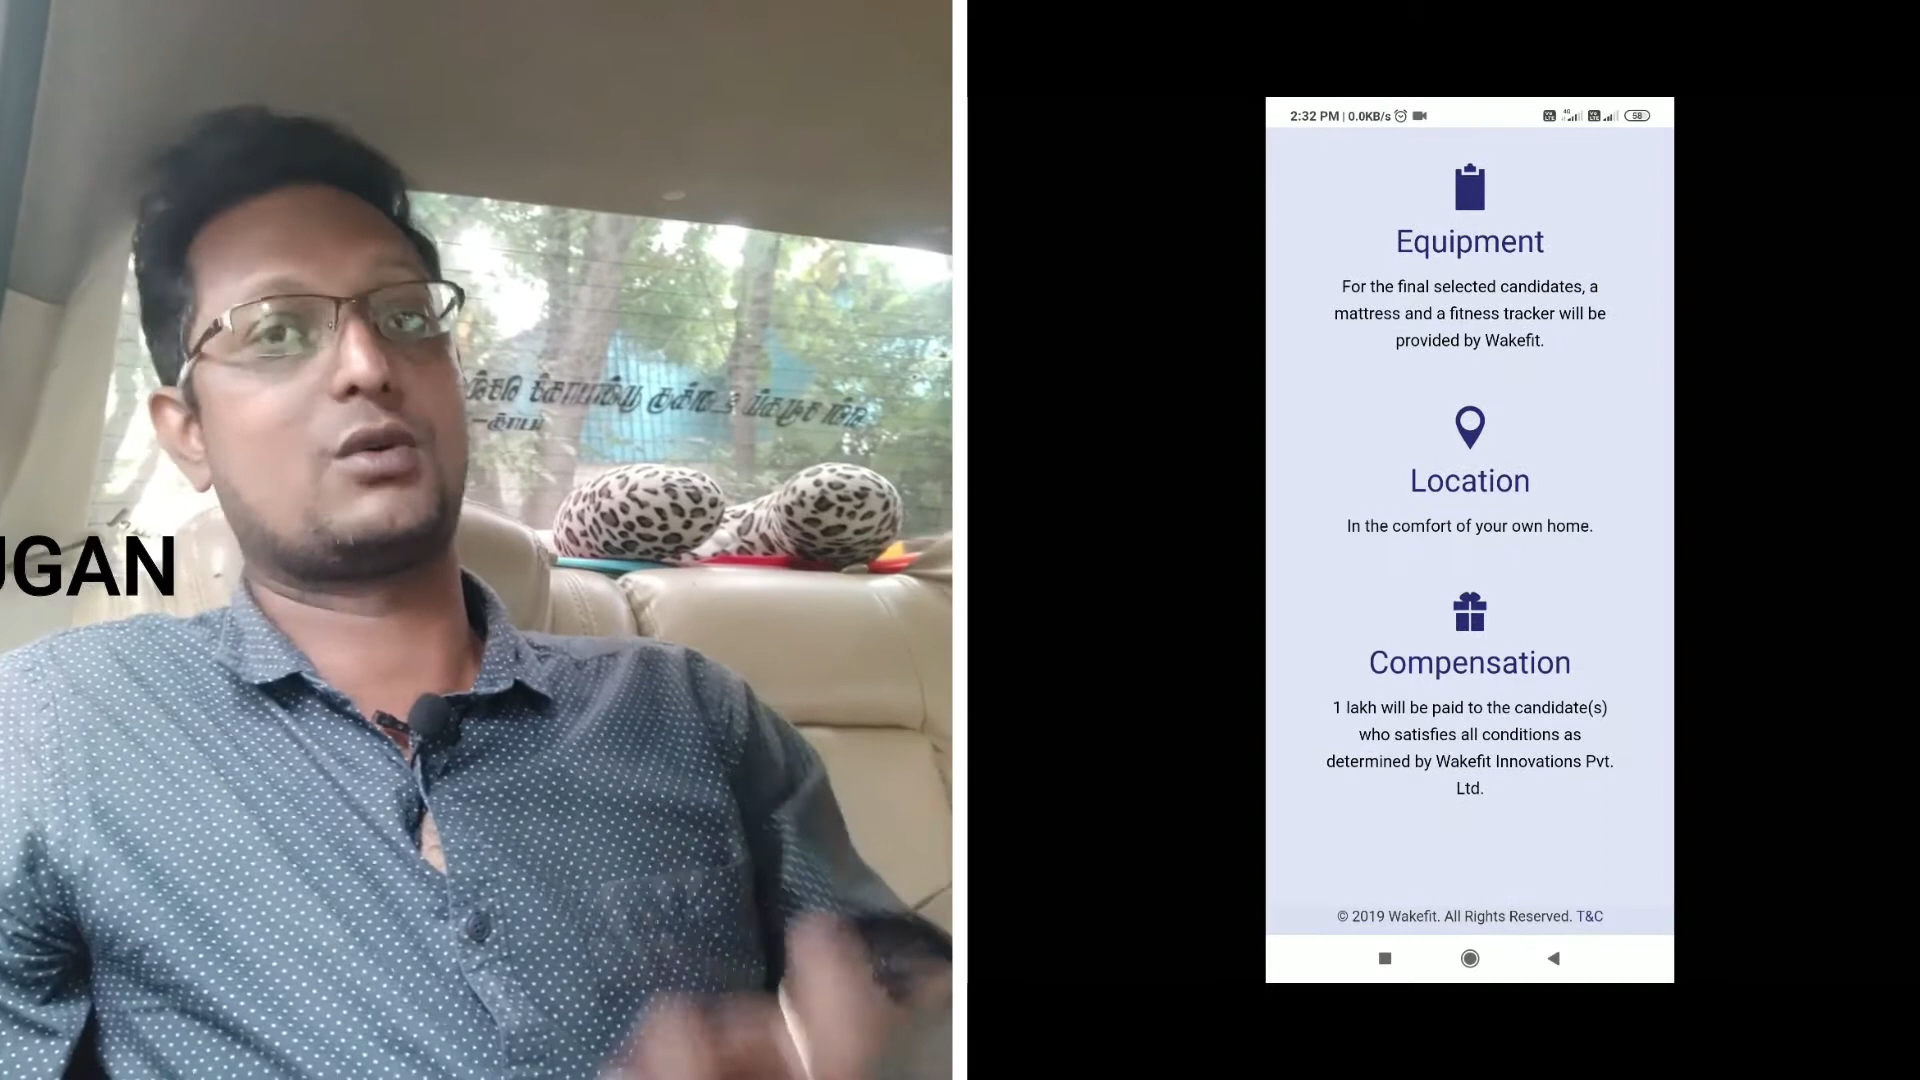 UGAN
2:32 PM | 0.0KB/s
58
Equipment
For the final selected candidates, a
mattress and a fitness tracker will be
provided by Wakefit.
Location
In the comfort of your own home.
Compensation
1 lakh will be paid to the candidate(s)
who satisfies all conditions as
determined by Wakefit Innovations Pvt.
Ltd.
© 2019 Wakefit. All Rights Reserved. T&C